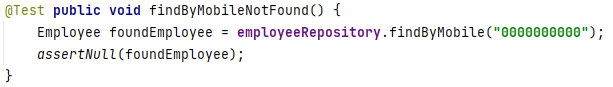 @Test public void findByMobileNotFound() {
    Employee foundEmployee = employeeRepository.findByMobile("0000000000");
    assertNull(foundEmployee);
}